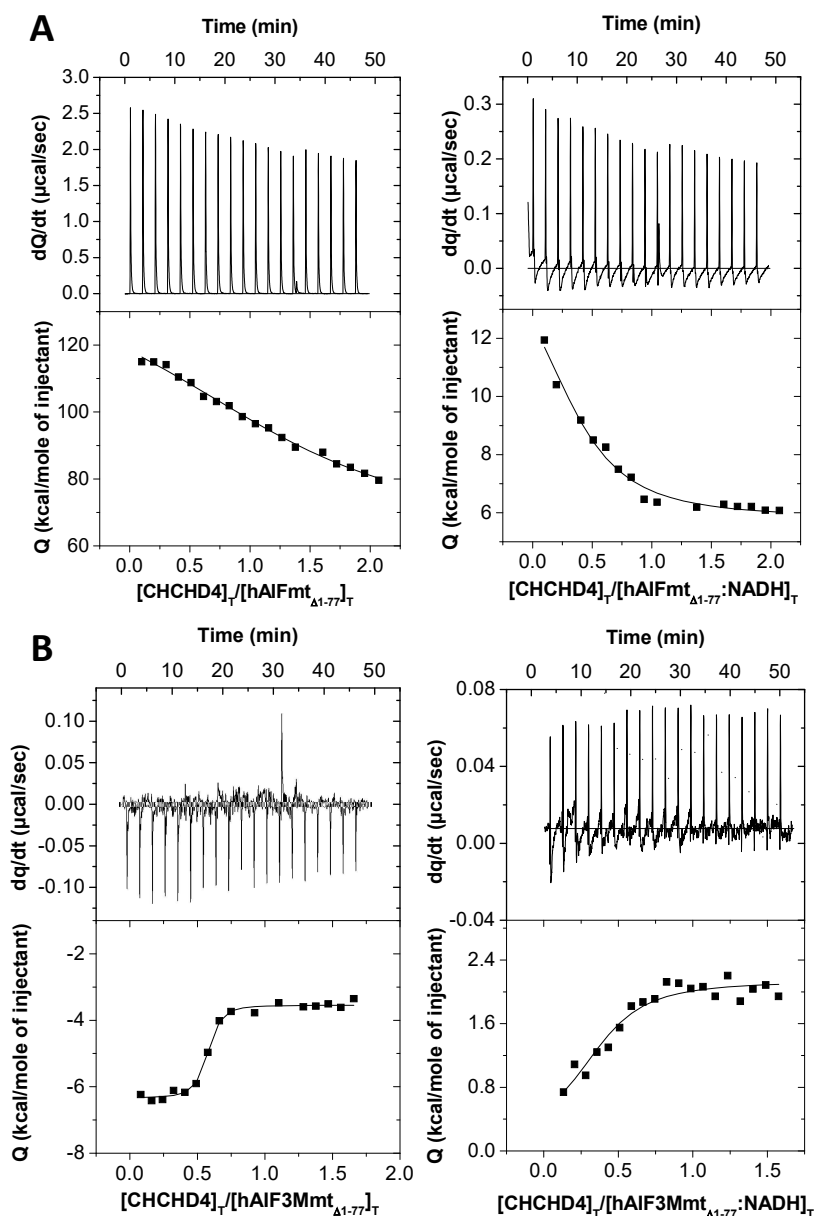 A
Time (min)
0 10 20 30 40 50
3.0
2.5
2.0
1.5
1.0
0.5
0.0
dQ/dt (µcal/sec)
120
100
80
60
Q (kcal/mole of injectant)
0.0 0.5 1.0 1.5 2.0
[CHCHD4]T/[hAIFmtΔ1-77]T
Time (min)
0 10 20 30 40 50
0.3
0.2
0.1
0.0
dq/dt (µcal/sec)
12
10
8
6
Q (kcal/mole of injectant)
0.0 0.5 1.0 1.5 2.0
[CHCHD4]T/[hAIFmtΔ1-77:NADH]T
B
Time (min)
0 10 20 30 40 50
0.10
0.05
0.00
-0.05
-0.10
dq/dt (µcal/sec)
-2
-4
-6
-8
Q (kcal/mole of injectant)
0.0 0.5 1.0 1.5 2.0
[CHCHD4]T/[hAIF3MmtΔ1-77]T
Time (min)
0 10 20 30 40 50
0.08
0.04
0.00
-0.04
dq/dt (µcal/sec)
2.4
1.6
0.8
0.0
Q (kcal/mole of injectant)
0.0 0.5 1.0 1.5
[CHCHD4]T/[hAIF3MmtΔ1-77:NADH]T